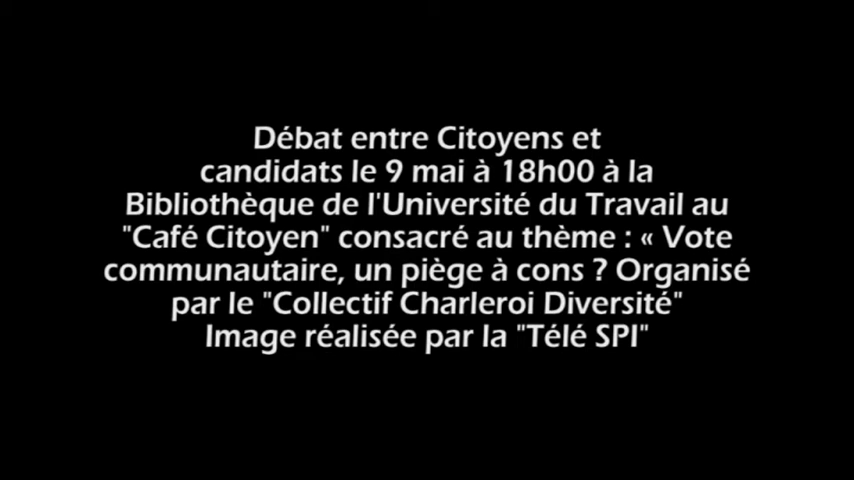 Débat entre Citoyens et
candidats le 9 mai à 18h00 à la
Bibliothèque de l'Université du Travail au
"Café Citoyen" consacré au thème : « Vote
communautaire, un piège à cons ? Organisé
par le "Collectif Charleroi Diversité"
Image réalisée par la "Télé SPI"